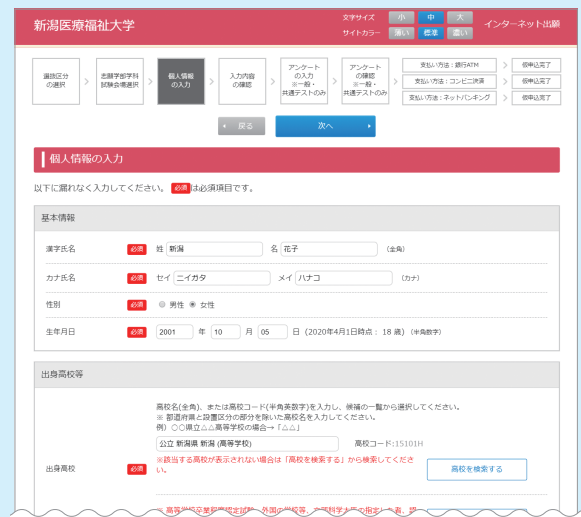 新潟医療福祉大学
文字サイズ 小 中 大
サイトカラー 薄い 標準 濃い
インターネット出願
選抜区分
の選択
志願学部学科
試験会場選択
個人情報
の入力
入力内容
の確認
アンケート
の入力
※一般・
共通テストのみ
アンケート
の確認
※一般・
共通テストのみ
支払い方法：銀行ATM 仮申込完了
支払い方法：コンビニ決済 仮申込完了
支払い方法：ネットバンキング 仮申込完了
戻る 次へ
個人情報の入力
以下に漏れなく入力してください。 必須 は必須項目です。
基本情報
漢字氏名 必須 姓 新潟 名 花子 (全角)
カナ氏名 必須 セイ ニイガタ メイ ハナコ (カナ)
性別 必須 男性 女性
生年月日 必須 2001 年 10 月 05 日 (2020年4月1日時点： 18 歳) (半角数字)
出身高校等
高校名(全角)、または高校コード(半角英数字)を入力し、候補の一覧から選択してください。
※ 都道府県と設置区分の部分を除いた高校名を入力してください。
例）〇〇県立△△高等学校の場合→「△△」
公立 新潟県 新潟 (高等学校) 高校コード:15101H
出身高校 必須 ※該当する高校が表示されない場合は「高校を検索する」から検索してくださ
い。
高校を検索する